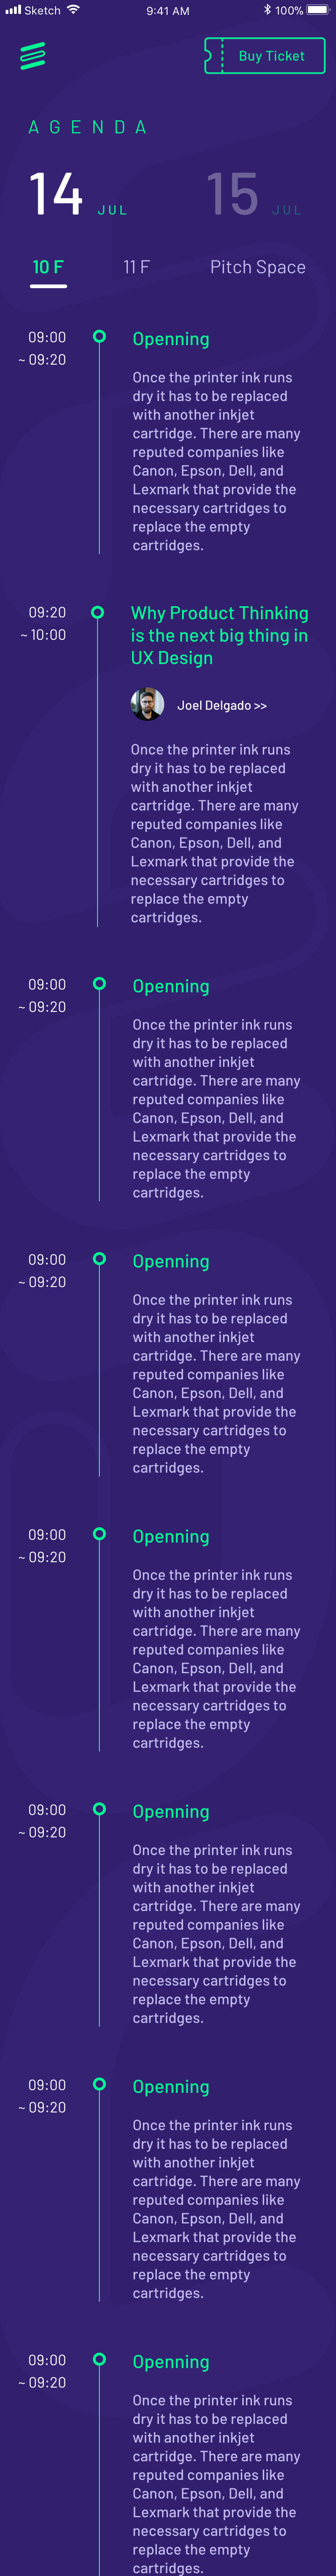 Sketch 9:41 AM 100%
Buy Ticket
AGENDA
14 JUL 15 JUL
10 F 11 F Pitch Space
09:00
~ 09:20
Openning
Once the printer ink runs
dry it has to be replaced
with another inkjet
cartridge. There are many
reputed companies like
Canon, Epson, Dell, and
Lexmark that provide the
necessary cartridges to
replace the empty
cartridges.
09:20
~ 10:00
Why Product Thinking
is the next big thing in
UX Design
Joel Delgado >>
Once the printer ink runs
dry it has to be replaced
with another inkjet
cartridge. There are many
reputed companies like
Canon, Epson, Dell, and
Lexmark that provide the
necessary cartridges to
replace the empty
cartridges.
09:00
~ 09:20
Openning
Once the printer ink runs
dry it has to be replaced
with another inkjet
cartridge. There are many
reputed companies like
Canon, Epson, Dell, and
Lexmark that provide the
necessary cartridges to
replace the empty
cartridges.
09:00
~ 09:20
Openning
Once the printer ink runs
dry it has to be replaced
with another inkjet
cartridge. There are many
reputed companies like
Canon, Epson, Dell, and
Lexmark that provide the
necessary cartridges to
replace the empty
cartridges.
09:00
~ 09:20
Openning
Once the printer ink runs
dry it has to be replaced
with another inkjet
cartridge. There are many
reputed companies like
Canon, Epson, Dell, and
Lexmark that provide the
necessary cartridges to
replace the empty
cartridges.
09:00
~ 09:20
Openning
Once the printer ink runs
dry it has to be replaced
with another inkjet
cartridge. There are many
reputed companies like
Canon, Epson, Dell, and
Lexmark that provide the
necessary cartridges to
replace the empty
cartridges.
09:00
~ 09:20
Openning
Once the printer ink runs
dry it has to be replaced
with another inkjet
cartridge. There are many
reputed companies like
Canon, Epson, Dell, and
Lexmark that provide the
necessary cartridges to
replace the empty
cartridges.
09:00
~ 09:20
Openning
Once the printer ink runs
dry it has to be replaced
with another inkjet
cartridge. There are many
reputed companies like
Canon, Epson, Dell, and
Lexmark that provide the
necessary cartridges to
replace the empty
cartridges.